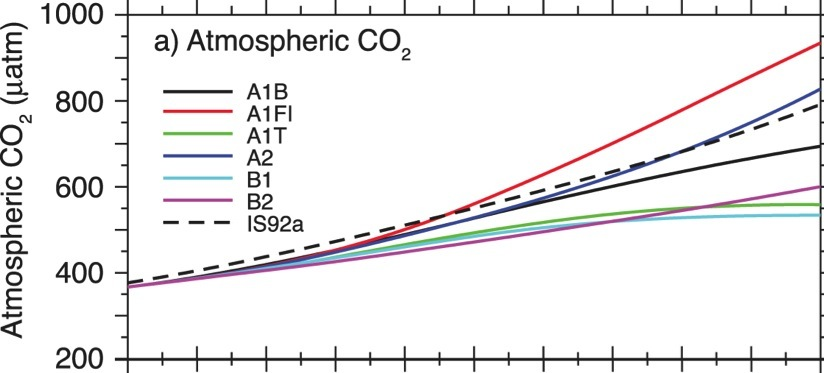 1000
a) Atmospheric CO₂
A1B
A1FI
A1T
A2
B1
B2
IS92a
800
600
400
200
Atmospheric CO₂ (µatm)